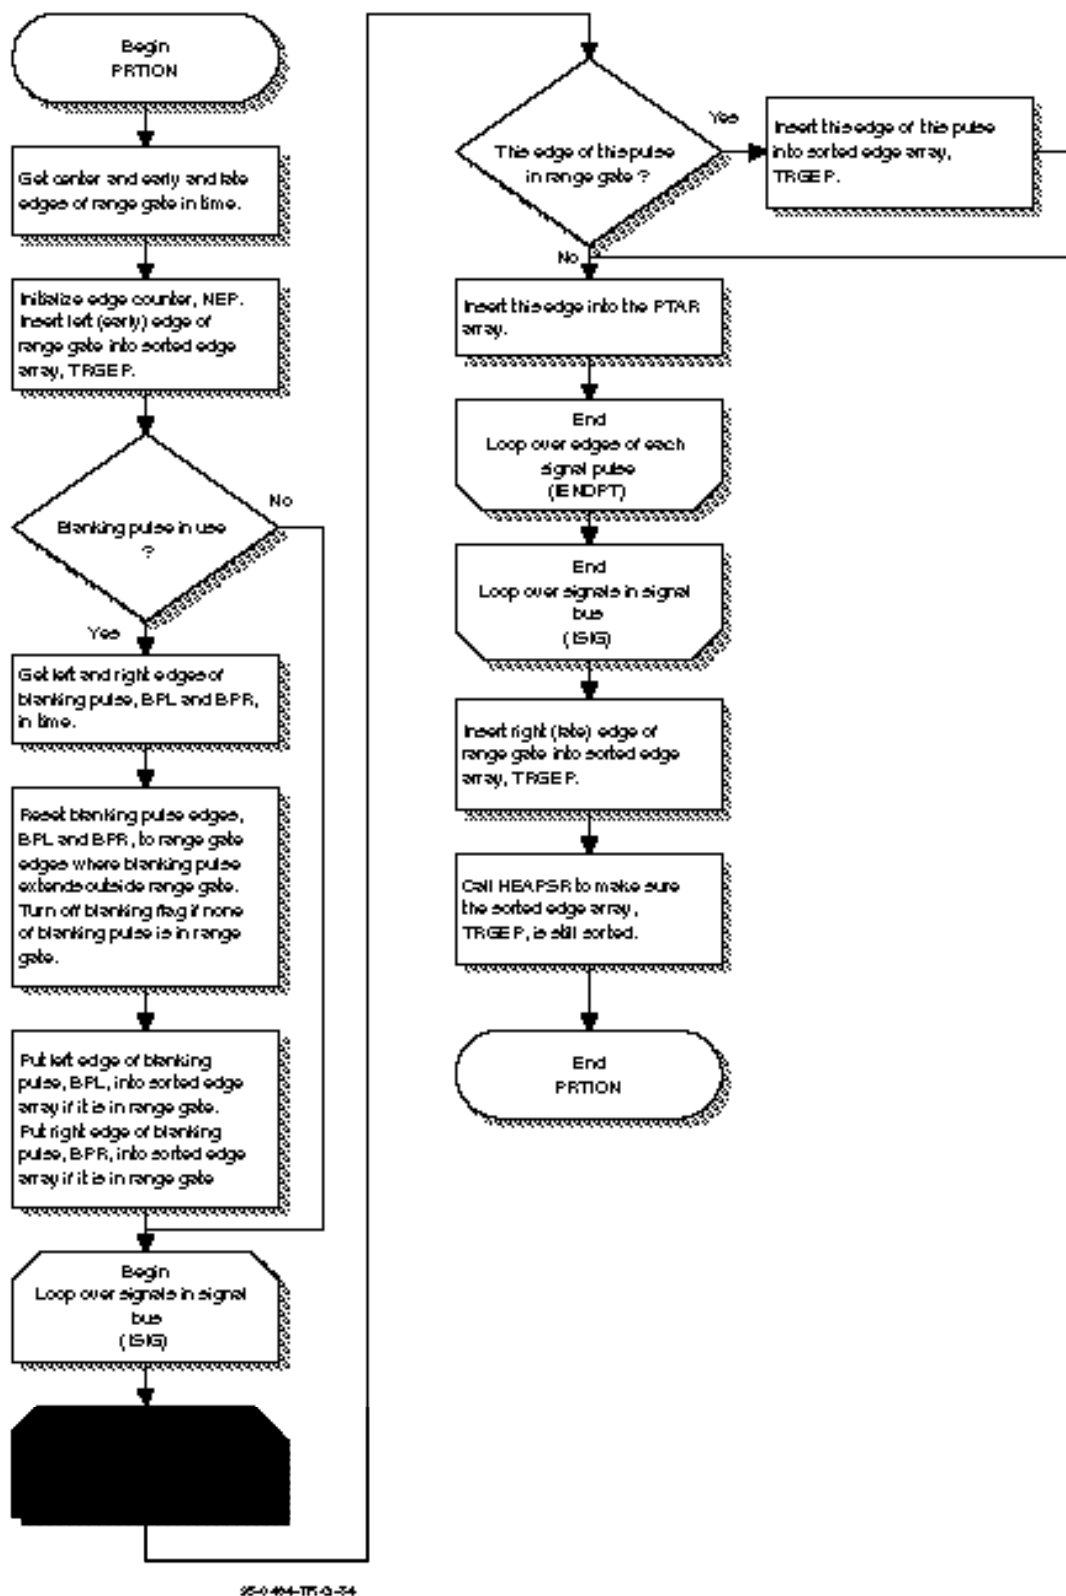 Begin
PRTION
Get center and early and late
edges of range gate in time.
Initialize edge counter, NEP.
Insert left (early) edge of
range gate into sorted edge
array, TRGEP.
Blanking pulse in use
?
No
Yes
Get left and right edges of
blanking pulse, BPL and BPR,
in time.
Reset blanking pulse edges,
BPL and BPR, to range gate
edges where blanking pulse
extends outside range gate.
Turn off blanking flag if none
of blanking pulse is in range
gate.
Put left edge of blanking
pulse, BPL, into sorted edge
array if it is in range gate.
Put right edge of blanking
pulse, BPR, into sorted edge
array if it is in range gate
Begin
Loop over signals in signal
bus
(ISIG)
This edge of this pulse
in range gate ?
Yes
No
Insert this edge of this pulse
into sorted edge array,
TRGEP.
Insert this edge into the PTAR
array.
End
Loop over edges of each
signal pulse
(IENDPT)
End
Loop over signals in signal
bus
(ISIG)
Insert right (late) edge of
range gate into sorted edge
array, TRGEP.
Call HEAPSR to make sure
the sorted edge array,
TRGEP, is still sorted.
End
PRTION